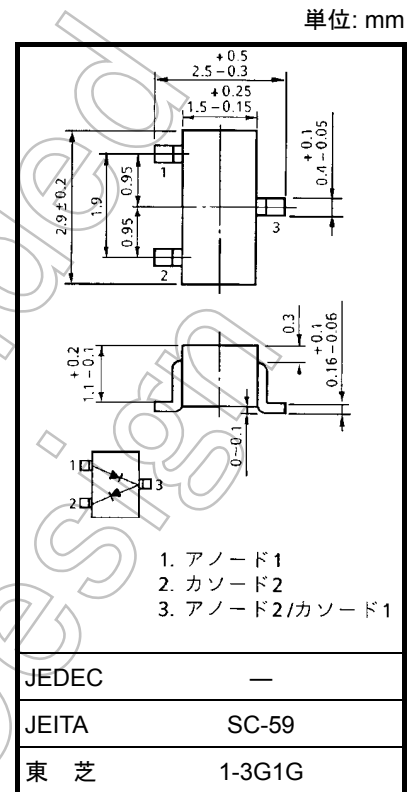 単位: mm
+0.5
2.5-0.3
+0.25
1.5-0.15
2.9±0.2
1.9
0.95
0.95
1
2
3
+0.1
0.4-0.05
+0.2
1.1-0.1
0.3
+0.1
0.16-0.06
0~0.1
1
2
3
1. アノード1
2. カソード2
3. アノード2/カソード1
JEDEC —
JEITA SC-59
東 芝 1-3G1G
ded
esign